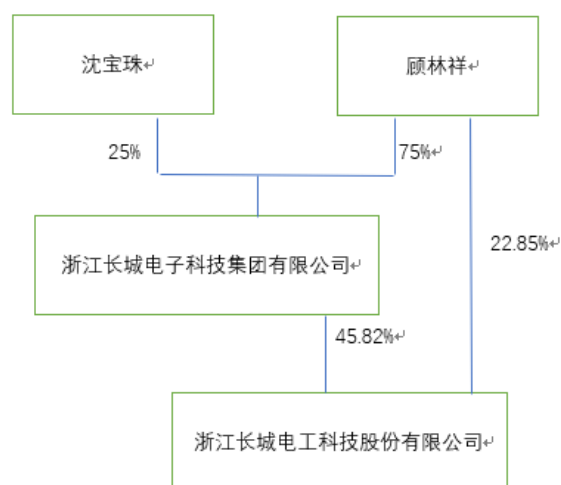 沈宝珠
顾林祥
25%
75%
22.85%
浙江长城电子科技集团有限公司
45.82%
浙江长城电工科技股份有限公司